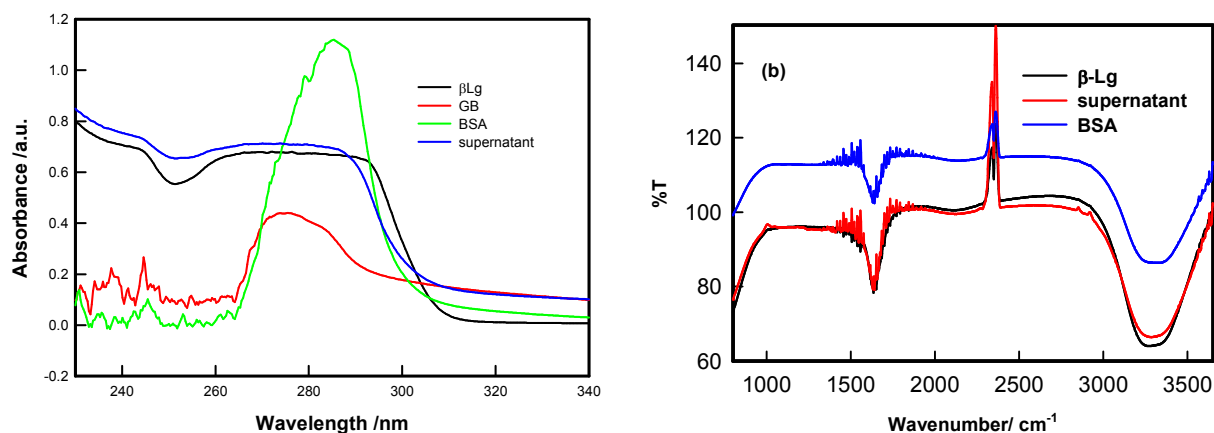 1.2
1.0
0.8
0.6
0.4
0.2
0.0
-0.2
Absorbance /a.u.
βLg
GB
BSA
supernatant
240 260 280 300 320 340
Wavelength /nm
140
120
100
80
60
%T
(b)
β-Lg
supernatant
BSA
1000 1500 2000 2500 3000 3500
Wavenumber/ cm-1